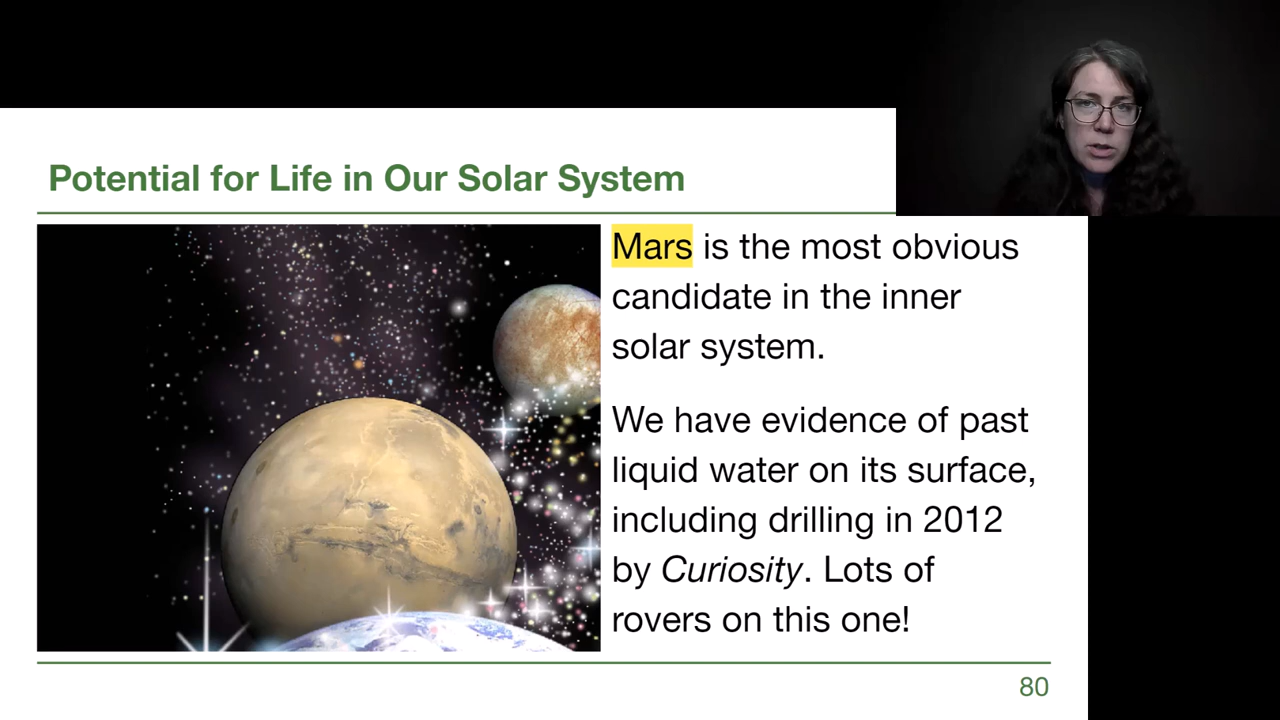 Potential for Life in Our Solar System
Mars is the most obvious
candidate in the inner
solar system.
We have evidence of past
liquid water on its surface,
including drilling in 2012
by Curiosity. Lots of
rovers on this one!
80